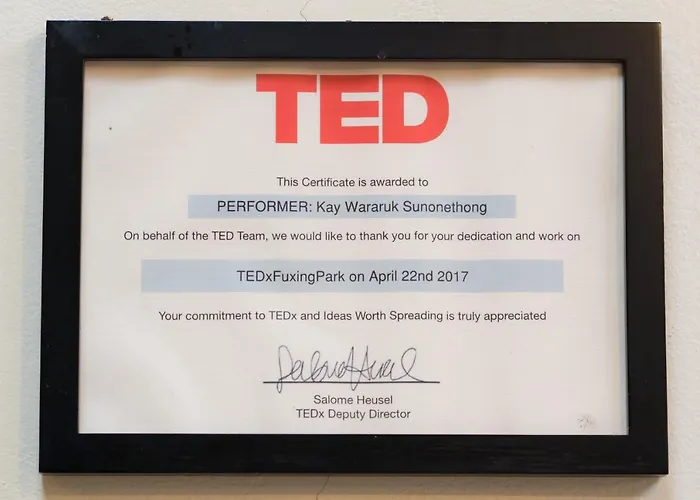 TED
This Certificate is awarded to
PERFORMER: Kay Wararuk Sunonethong
On behalf of the TED Team, we would like to thank you for your dedication and work on
TEDxFuxingPark on April 22nd 2017
Your commitment to TEDx and Ideas Worth Spreading is truly appreciated
Salome Heusel
Salome Heusel
TEDx Deputy Director